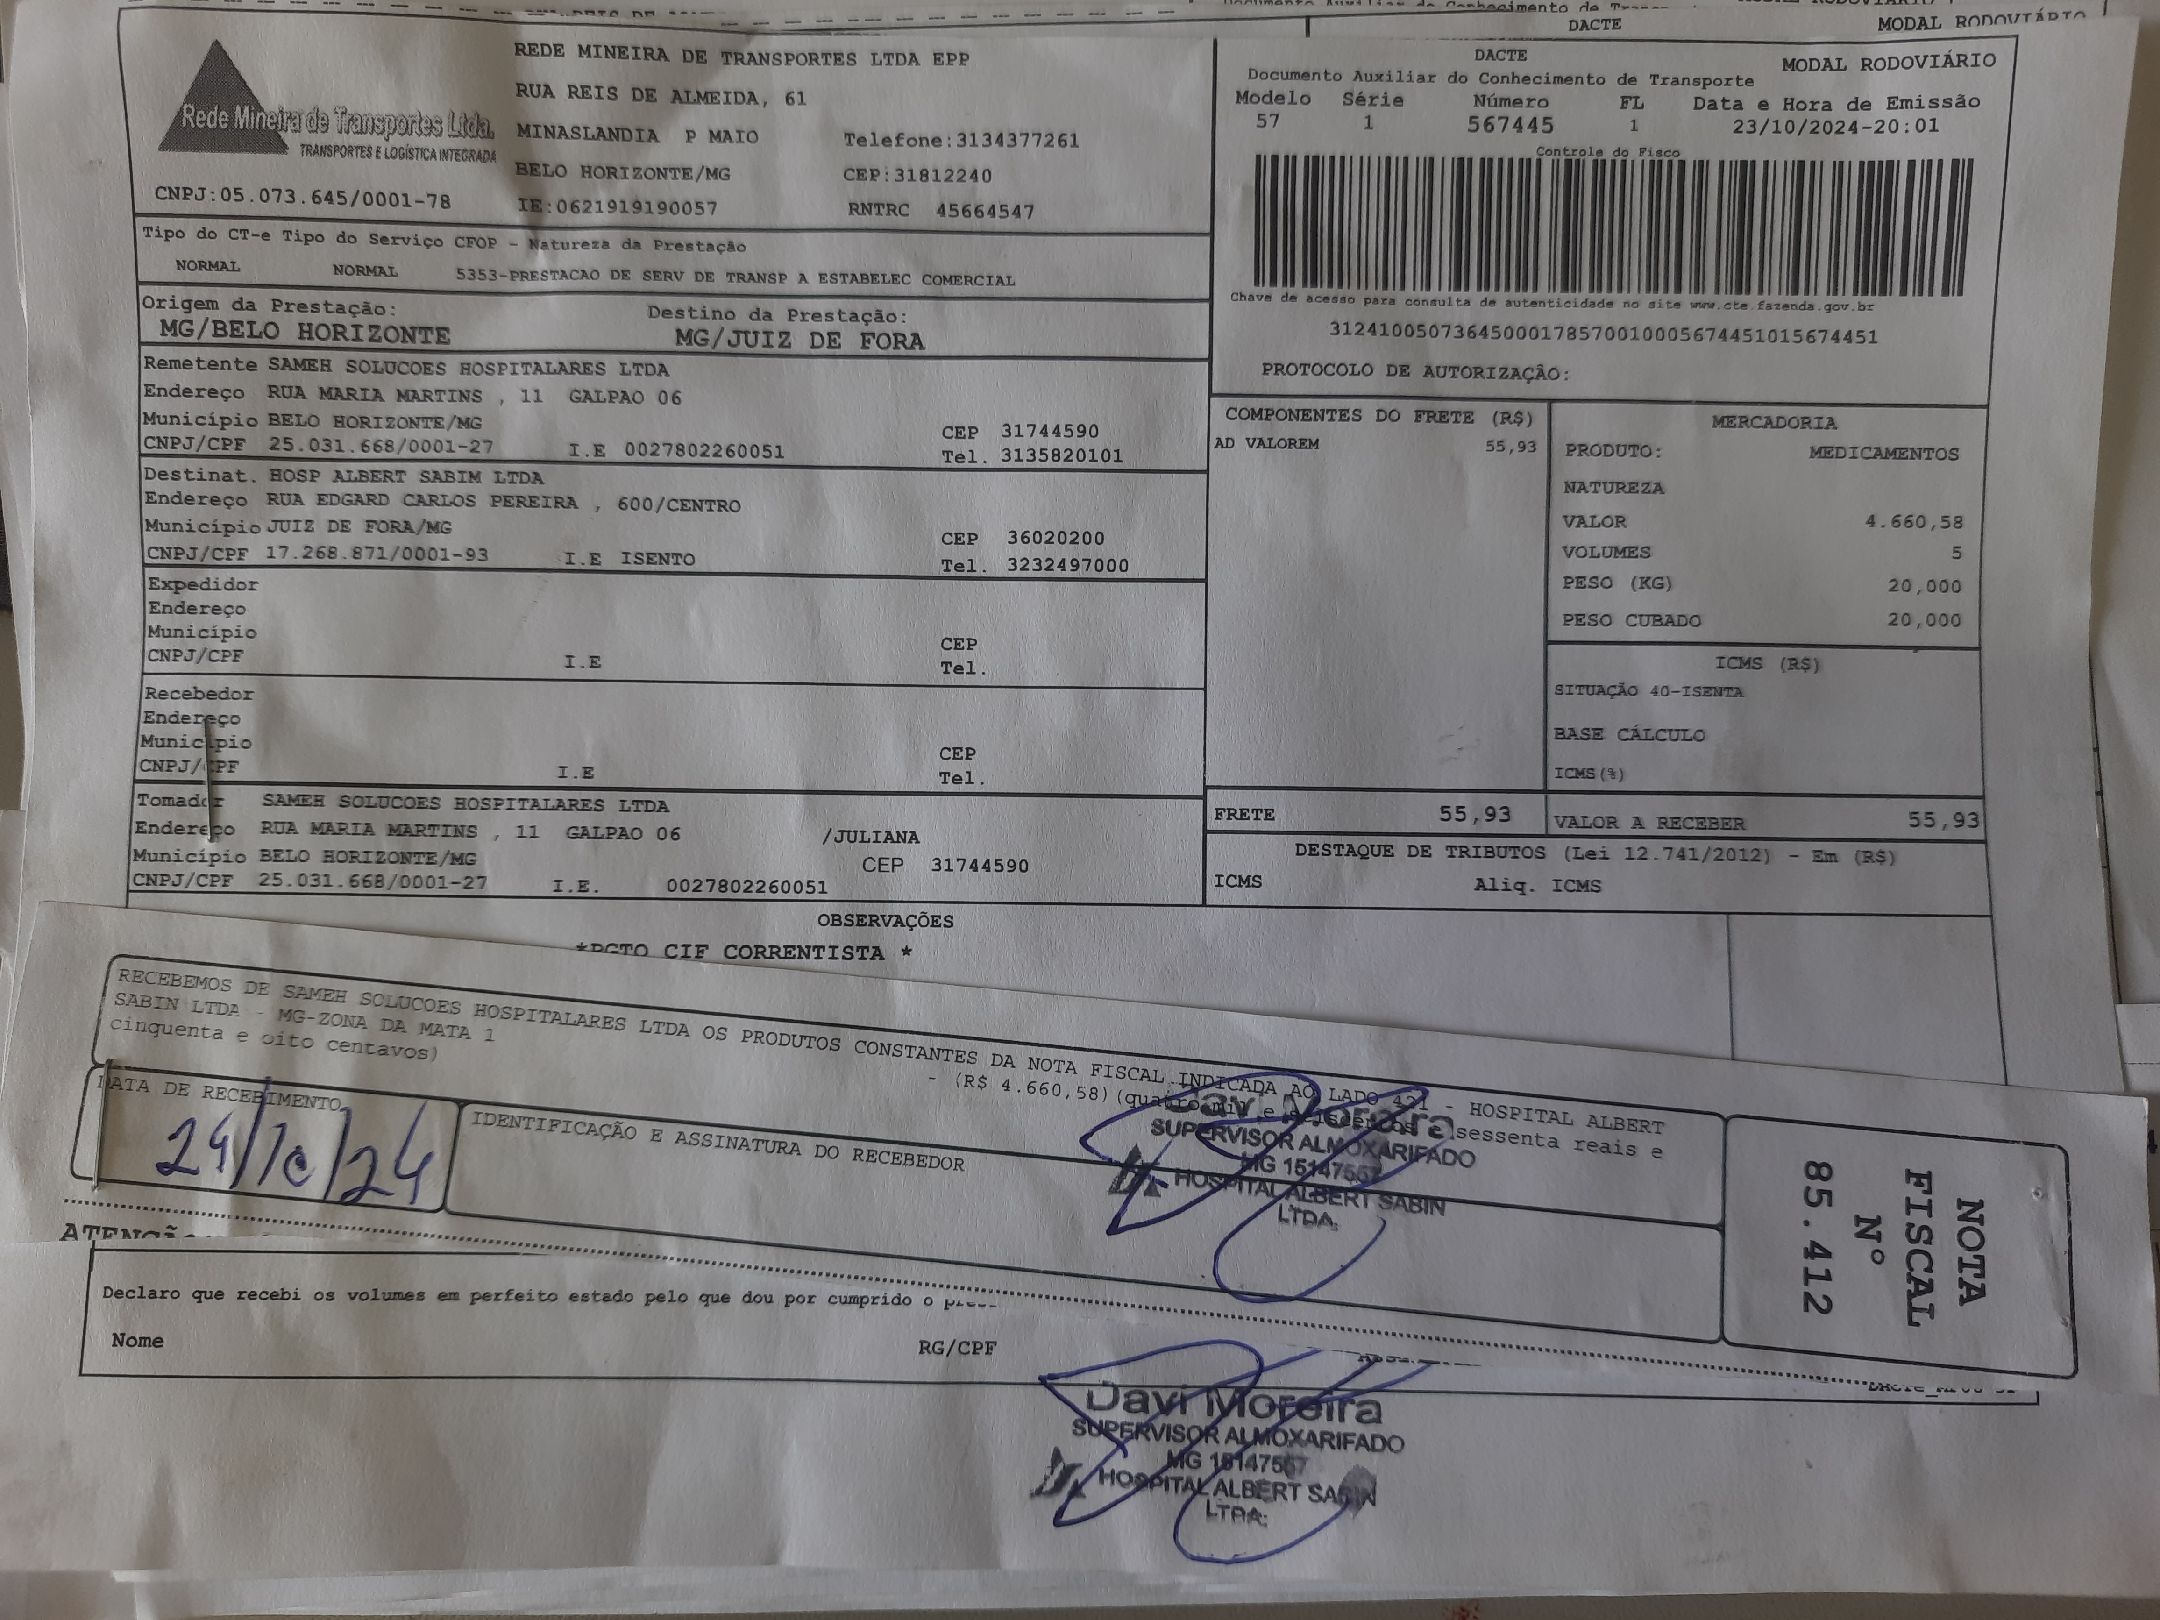 DACTE
MODAL RODOVIÁRIO
Rede Mineira de Transportes Ltda.
TRANSPORTES E LOGÍSTICA INTEGRADA
CNPJ:05.073.645/0001-78
REDE MINEIRA DE TRANSPORTES LTDA EPP
RUA REIS DE ALMEIDA, 61
MINASLANDIA P MAIO Telefone:3134377261
BELO HORIZONTE/MG CEP:31812240
IE:0621919190057 RNTRC 45664547
DACTE MODAL RODOVIÁRIO
Documento Auxiliar do Conhecimento de Transporte
Modelo Série Número FL Data e Hora de Emissão
57 1 567445 1 23/10/2024-20:01
Controle do Fisco
Chave de acesso para consulta de autenticidade no site www.cte.fazenda.gov.br
31241005073645000178570010005674451015674451
PROTOCOLO DE AUTORIZAÇÃO:
Tipo do CT-e Tipo do Serviço CFOP - Natureza da Prestação
NORMAL NORMAL 5353-PRESTACAO DE SERV DE TRANSP A ESTABELEC COMERCIAL
Origem da Prestação: Destino da Prestação:
MG/BELO HORIZONTE MG/JUIZ DE FORA
Remetente SAMEH SOLUCOES HOSPITALARES LTDA
Endereço RUA MARIA MARTINS , 11 GALPAO 06
Município BELO HORIZONTE/MG CEP 31744590
CNPJ/CPF 25.031.668/0001-27 I.E 0027802260051 Tel. 3135820101
Destinat. HOSP ALBERT SABIM LTDA
Endereço RUA EDGARD CARLOS PEREIRA , 600/CENTRO
Município JUIZ DE FORA/MG CEP 36020200
CNPJ/CPF 17.268.871/0001-93 I.E ISENTO Tel. 3232497000
Expedidor
Endereço
Município CEP
CNPJ/CPF I.E Tel.
Recebedor
Endereço
Município CEP
CNPJ/CPF I.E Tel.
Tomador SAMEH SOLUCOES HOSPITALARES LTDA
Endereço RUA MARIA MARTINS , 11 GALPAO 06 /JULIANA
Município BELO HORIZONTE/MG CEP 31744590
CNPJ/CPF 25.031.668/0001-27 I.E. 0027802260051
COMPONENTES DO FRETE (R$)
AD VALOREM 55,93
MERCADORIA
PRODUTO: MEDICAMENTOS
NATUREZA
VALOR 4.660,58
VOLUMES 5
PESO (KG) 20,000
PESO CUBADO 20,000
ICMS (R$)
SITUAÇÃO 40-ISENTA
BASE CÁLCULO
ICMS(%)
FRETE 55,93 VALOR A RECEBER 55,93
DESTAQUE DE TRIBUTOS (Lei 12.741/2012) - Em (R$)
ICMS Aliq. ICMS
OBSERVAÇÕES
*PGTO CIF CORRENTISTA *
RECEBEMOS DE SAMEH SOLUCOES HOSPITALARES LTDA OS PRODUTOS CONSTANTES DA NOTA FISCAL INDICADA AO LADO 421 - HOSPITAL ALBERT
SABIN LTDA - MG-ZONA DA MATA 1 - (R$ 4.660,58)(quatro mil e seiscentos e sessenta reais e
cinquenta e oito centavos)
DATA DE RECEBIMENTO
24/10/24
IDENTIFICAÇÃO E ASSINATURA DO RECEBEDOR
Davi Moreira
SUPERVISOR ALMOXARIFADO
MG 15147557
HOSPITAL ALBERT SABIN
LTDA.
NOTA
FISCAL
N°
85.412
Declaro que recebi os volumes em perfeito estado pelo que dou por cumprido o
Nome RG/CPF
Davi Moreira
SUPERVISOR ALMOXARIFADO
MG 15147557
HOSPITAL ALBERT SABIN
LTDA.